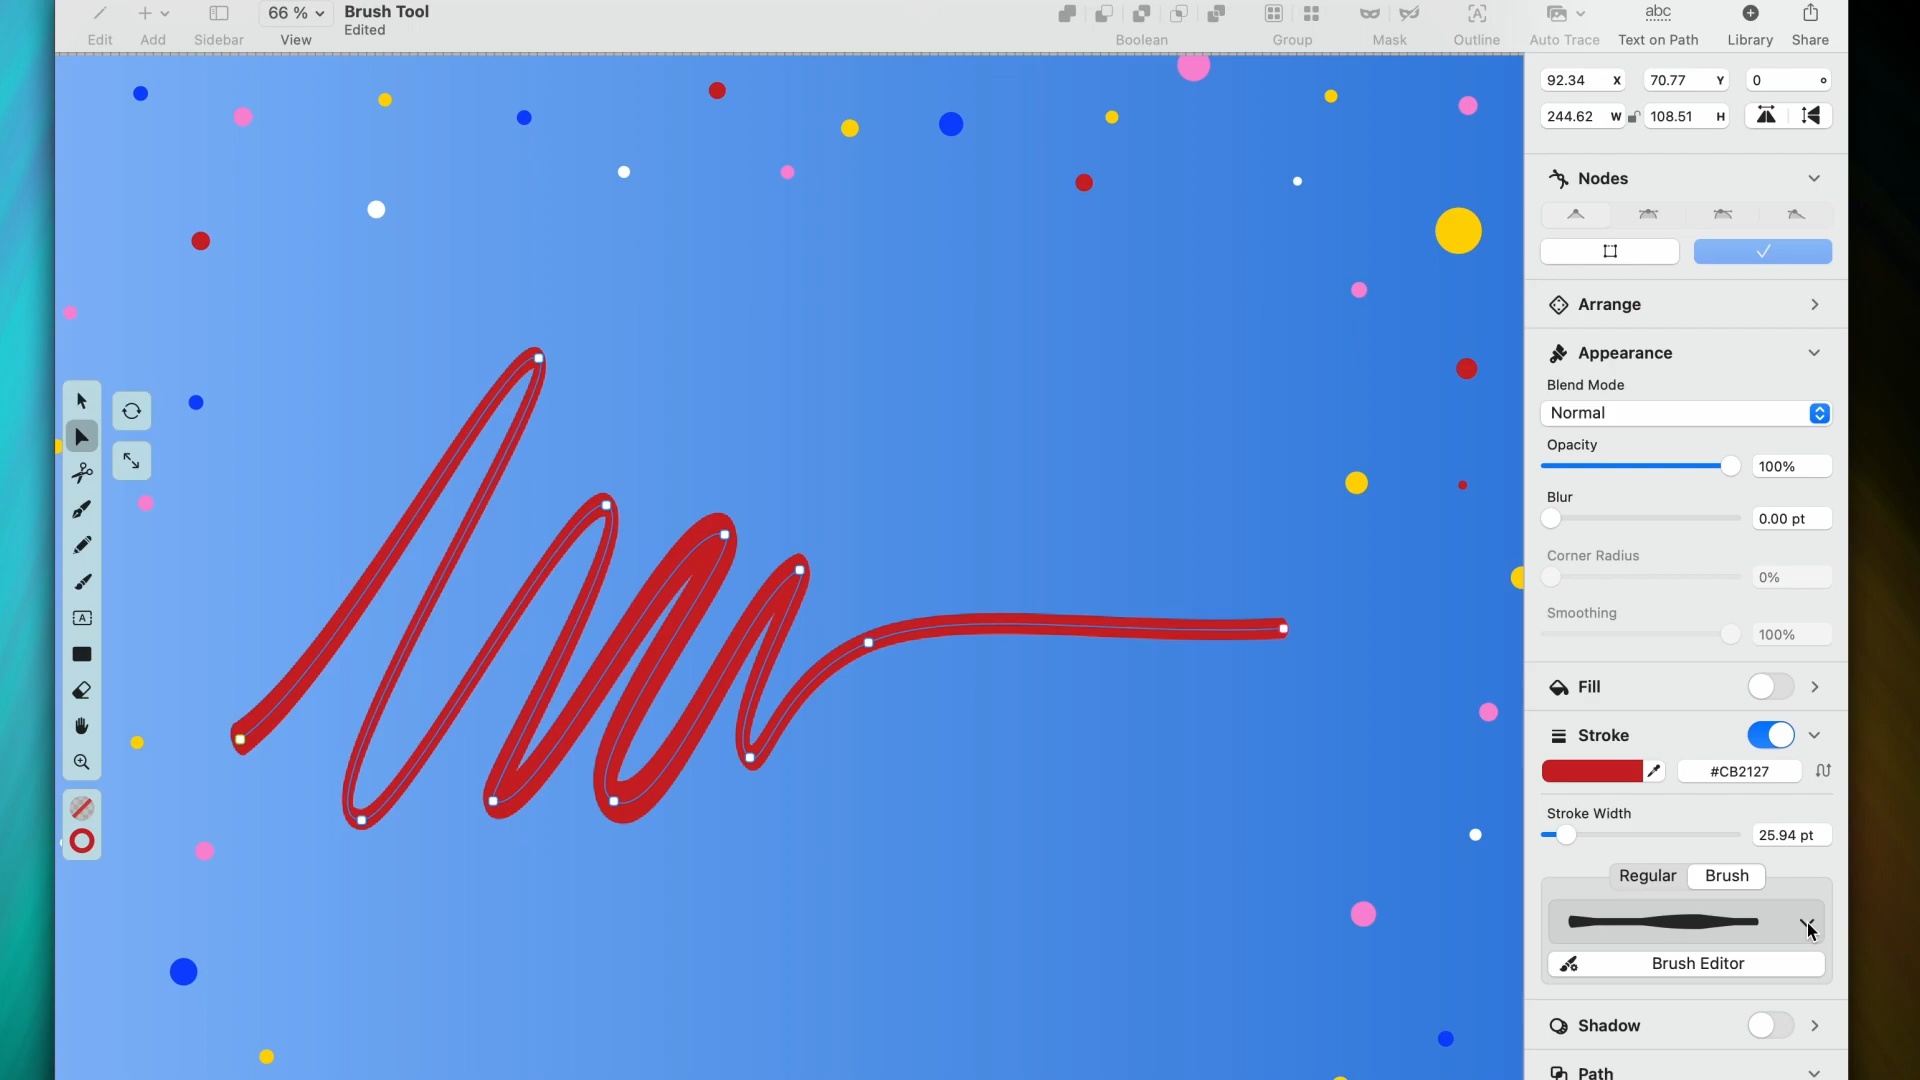 66 %
Brush Tool
Edited
abc
Edit
Add
Sidebar
View
Boolean
Group
Mask
Outline
Auto Trace
Text on Path
Library
Share
92.34 X
70.77 Y
0 °
244.62 W
108.51 H
Nodes
Arrange
Appearance
Blend Mode
Normal
Opacity
100%
Blur
0.00 pt
Corner Radius
0%
Smoothing
100%
Fill
Stroke
#CB2127
Stroke Width
25.94 pt
Regular
Brush
Brush Editor
Shadow
Path
A
A